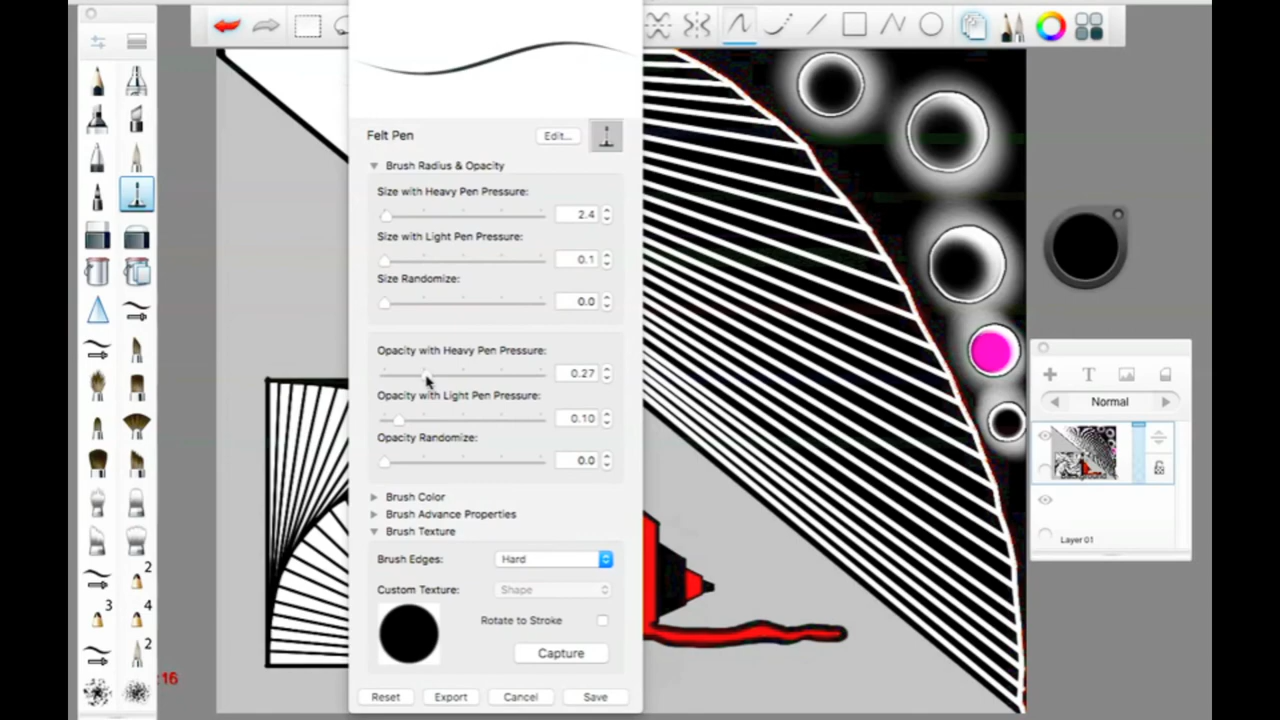 Felt Pen Edit...
Brush Radius & Opacity
Size with Heavy Pen Pressure:
2.4
Size with Light Pen Pressure:
0.1
Size Randomize:
0.0
Opacity with Heavy Pen Pressure:
0.27
Opacity with Light Pen Pressure:
0.10
Opacity Randomize:
0.0
Brush Color
Brush Advance Properties
Brush Texture
Brush Edges: Hard
Custom Texture: Shape
Rotate to Stroke
Capture
Reset Export Cancel Save
2
3 4
2
:16
T
Normal
Background
Layer 01